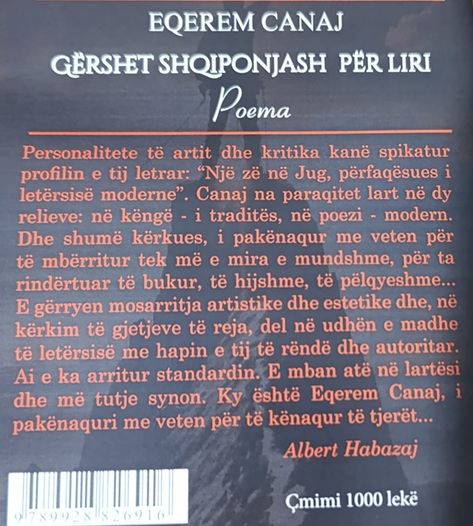 EQEREM CANAJ
GËRSHET SHQIPONJASH PËR LIRI
Poema
Personalitete të artit dhe kritika kanë spikatur
profilin e tij letrar: “Një zë në Jug, përfaqësues i
letërsisë moderne”. Canaj na paraqitet lart në dy
relieve: në këngë - i traditës, në poezi - modern.
Dhe shumë kërkues, i pakënaqur me veten për
të mbërritur tek më e mira e mundshme, për ta
rindërtuar të bukur, të hijshme, të pëlqyeshme...
E gërryen mosarritja artistike dhe estetike dhe, në
kërkim të gjetjeve të reja, del në udhën e madhe
të letërsisë me hapin e tij të rëndë dhe autoritar.
Ai e ka arritur standardin. E mban atë në lartësi
dhe më tutje synon. Ky është Eqerem Canaj, i
pakënaquri me veten për të kënaqur të tjerët...
Albert Habazaj
9 789928 826916
Çmimi 1000 lekë